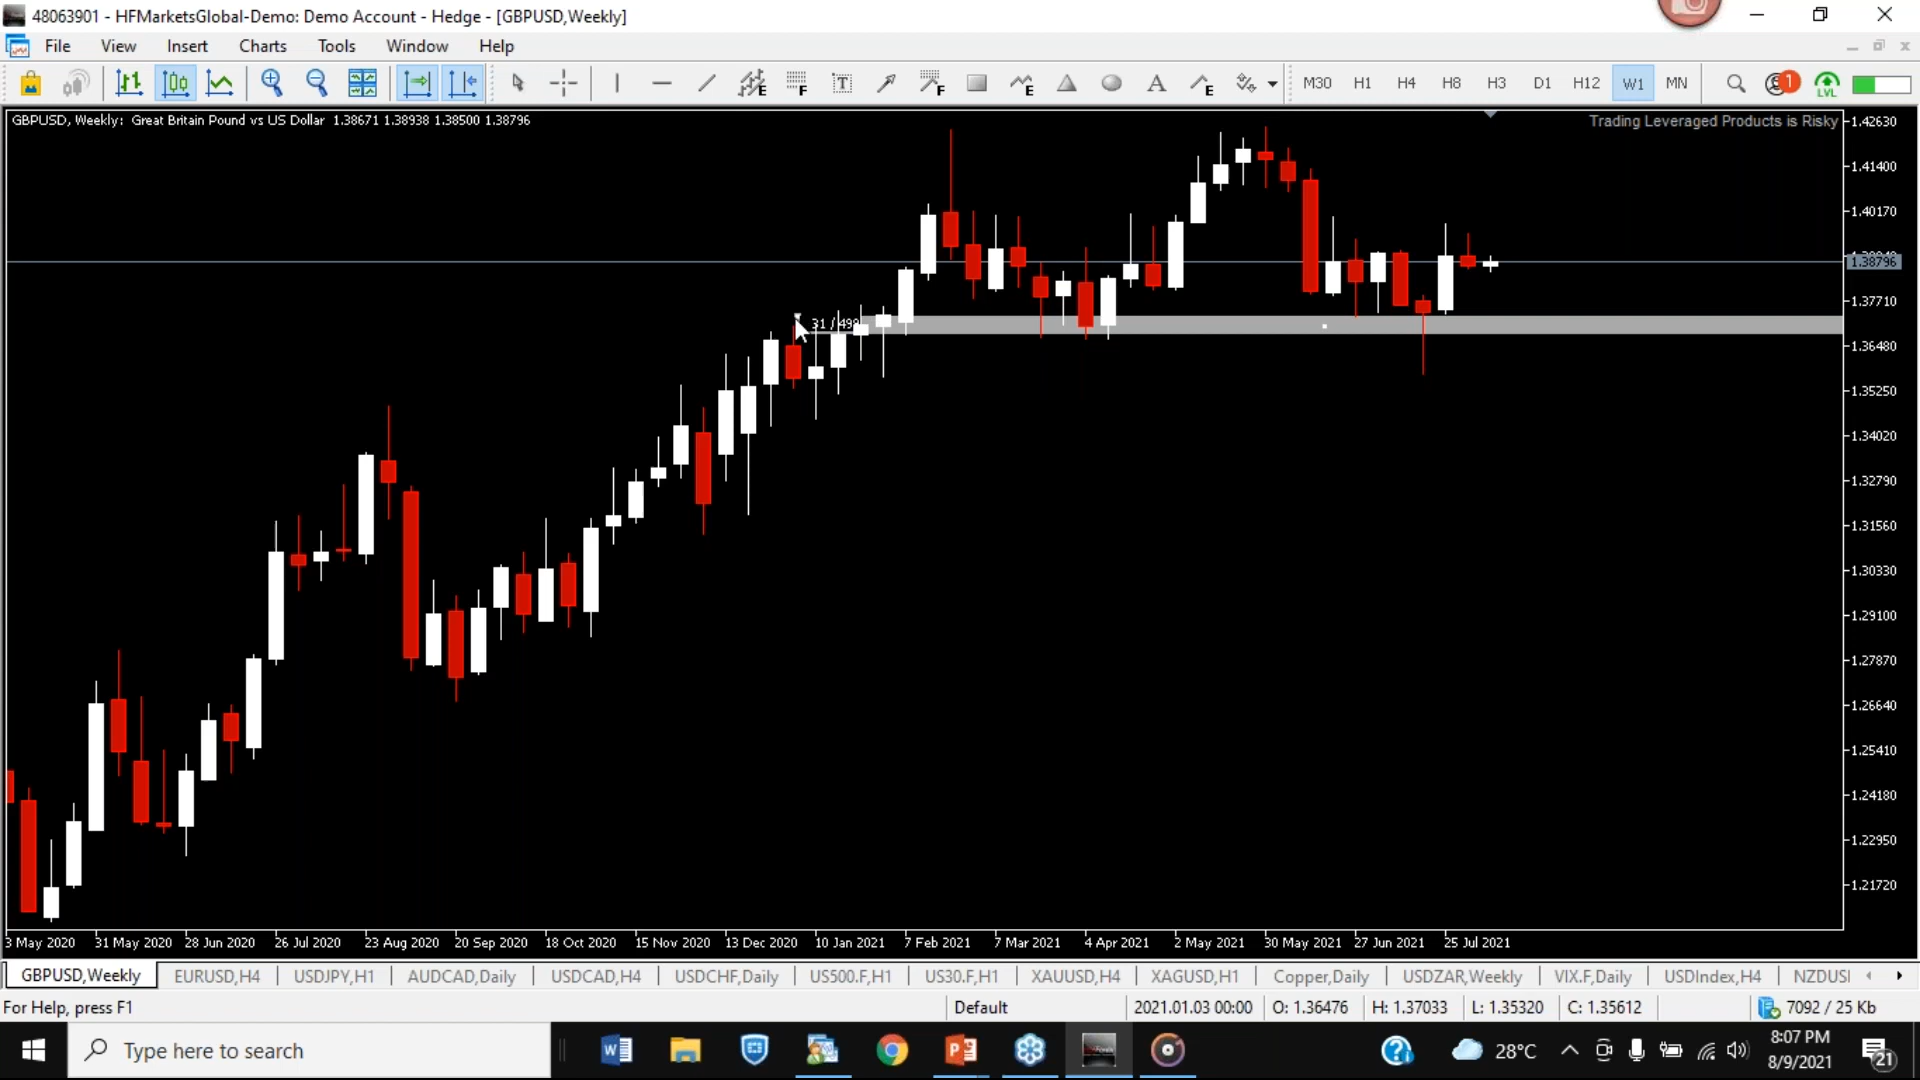 48063901 - HFMarketsGlobal-Demo: Demo Account - Hedge - [GBPUSD,Weekly]
File View Insert Charts Tools Window Help
M30 H1 H4 H8 H3 D1 H12 W1 MN 1 LVL
GBPUSD, Weekly: Great Britain Pound vs US Dollar 1.38671 1.38938 1.38500 1.38796
Trading Leveraged Products is Risky
1.42630
1.41400
1.40170
1.38796
1.37711
31 / 499
1.36480
1.35250
1.34020
1.32790
1.31560
1.30330
1.29100
1.27870
1.26640
1.25410
1.24180
1.22950
1.21720
3 May 2020 31 May 2020 28 Jun 2020 26 Jul 2020 23 Aug 2020 20 Sep 2020 18 Oct 2020 15 Nov 2020 13 Dec 2020 10 Jan 2021 7 Feb 2021 7 Mar 2021 4 Apr 2021 2 May 2021 30 May 2021 27 Jun 2021 25 Jul 2021
GBPUSD,Weekly EURUSD,H4 USDJPY,H1 AUDCAD,Daily USDCAD,H4 USDCHF,Daily US500.F,H1 US30.F,H1 XAUUSD,H4 XAGUSD,H1 Copper,Daily USDZAR,Weekly VIX.F,Daily USDIndex,H4 NZDUSI
For Help, press F1 Default 2021.01.03 00:00 O: 1.36476 H: 1.37033 L: 1.35320 C: 1.35612 7092 / 25 Kb
Type here to search 28°C 8:07 PM
8/9/2021 21